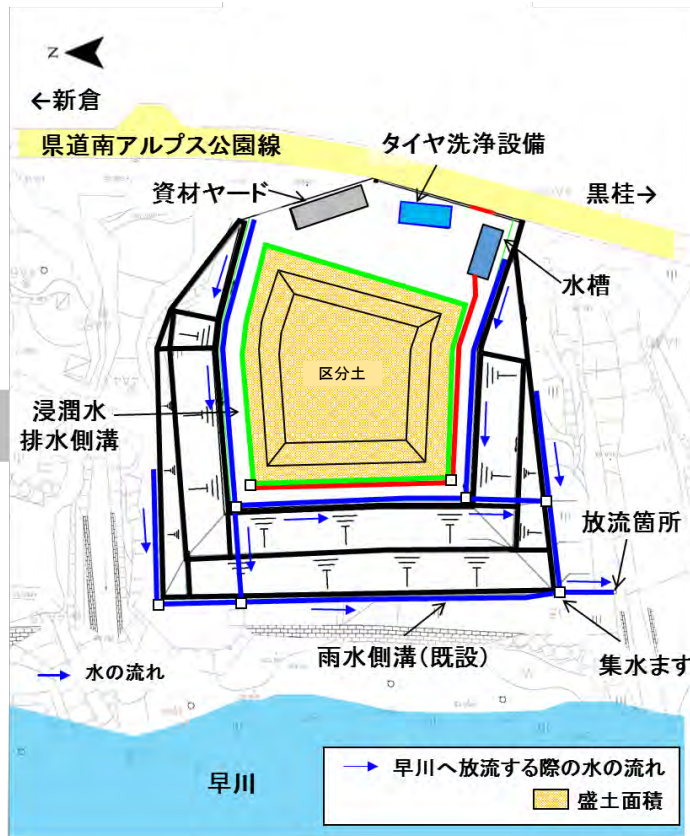 N
←新倉
県道南アルプス公園線
タイヤ洗浄設備
資材ヤード
黒桂→
水槽
区分土
浸潤水
排水側溝
放流箇所
雨水側溝(既設)
集水ます
水の流れ
早川
早川へ放流する際の水の流れ
盛土面積